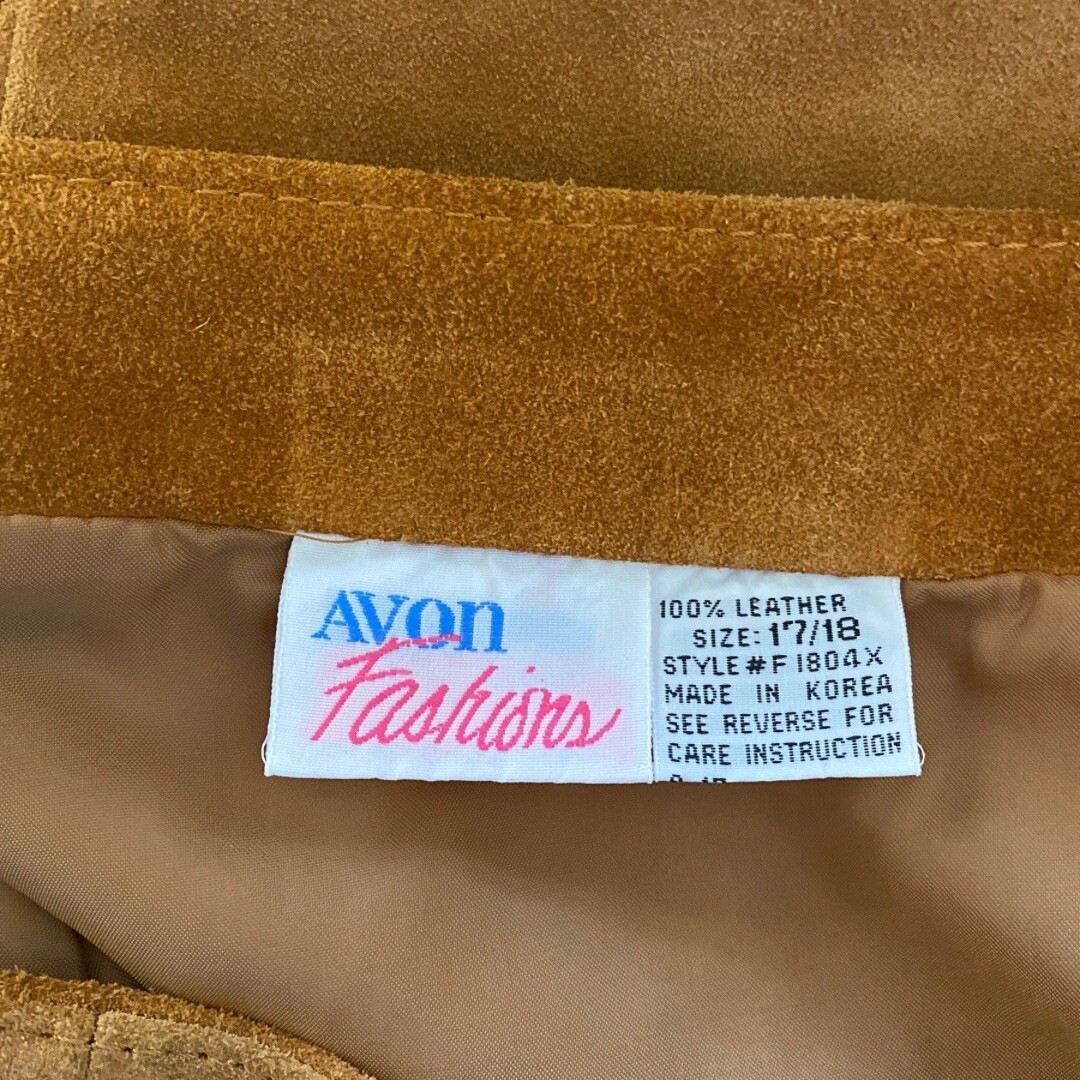 AVON
Fashions
100% LEATHER
SIZE: 17/18
STYLE#F1804X
MADE IN KOREA
SEE REVERSE FOR
CARE INSTRUCTION